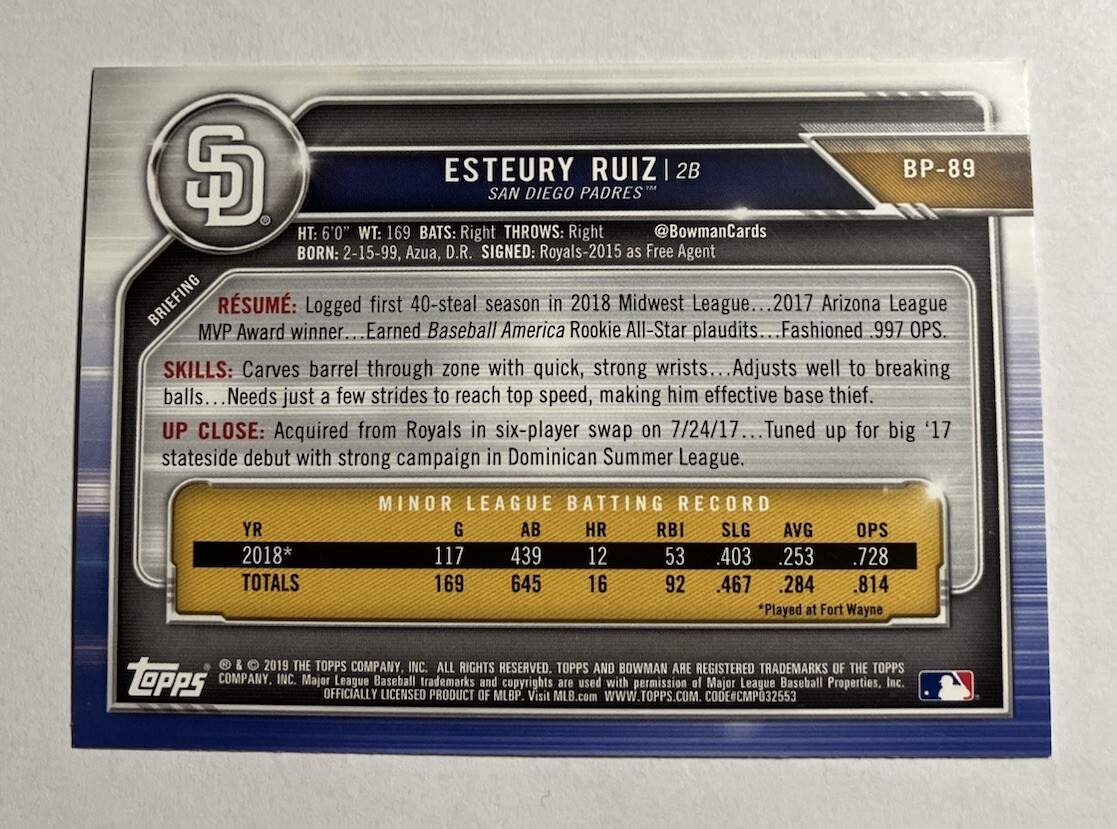 SD®
ESTEURY RUIZ | 2B
SAN DIEGO PADRES™
BP-89
HT: 6'0" WT: 169 BATS: Right THROWS: Right @BowmanCards
BORN: 2-15-99, Azua, D.R. SIGNED: Royals-2015 as Free Agent
BRIEFING
RÉSUMÉ: Logged first 40-steal season in 2018 Midwest League...2017 Arizona League
MVP Award winner...Earned Baseball America Rookie All-Star plaudits...Fashioned .997 OPS.
SKILLS: Carves barrel through zone with quick, strong wrists...Adjusts well to breaking
balls...Needs just a few strides to reach top speed, making him effective base thief.
UP CLOSE: Acquired from Royals in six-player swap on 7/24/17...Tuned up for big '17
stateside debut with strong campaign in Dominican Summer League.
MINOR LEAGUE BATTING RECORD
YR G AB HR RBI SLG AVG OPS
2018* 117 439 12 53 .403 .253 .728
TOTALS 169 645 16 92 .467 .284 .814
*Played at Fort Wayne
topps® ® & © 2019 THE TOPPS COMPANY, INC. ALL RIGHTS RESERVED. TOPPS AND BOWMAN ARE REGISTERED TRADEMARKS OF THE TOPPS
COMPANY, INC. Major League Baseball trademarks and copyrights are used with permission of Major League Baseball Properties, Inc.
OFFICIALLY LICENSED PRODUCT OF MLBP. Visit MLB.com WWW.TOPPS.COM. CODE#CMP032553